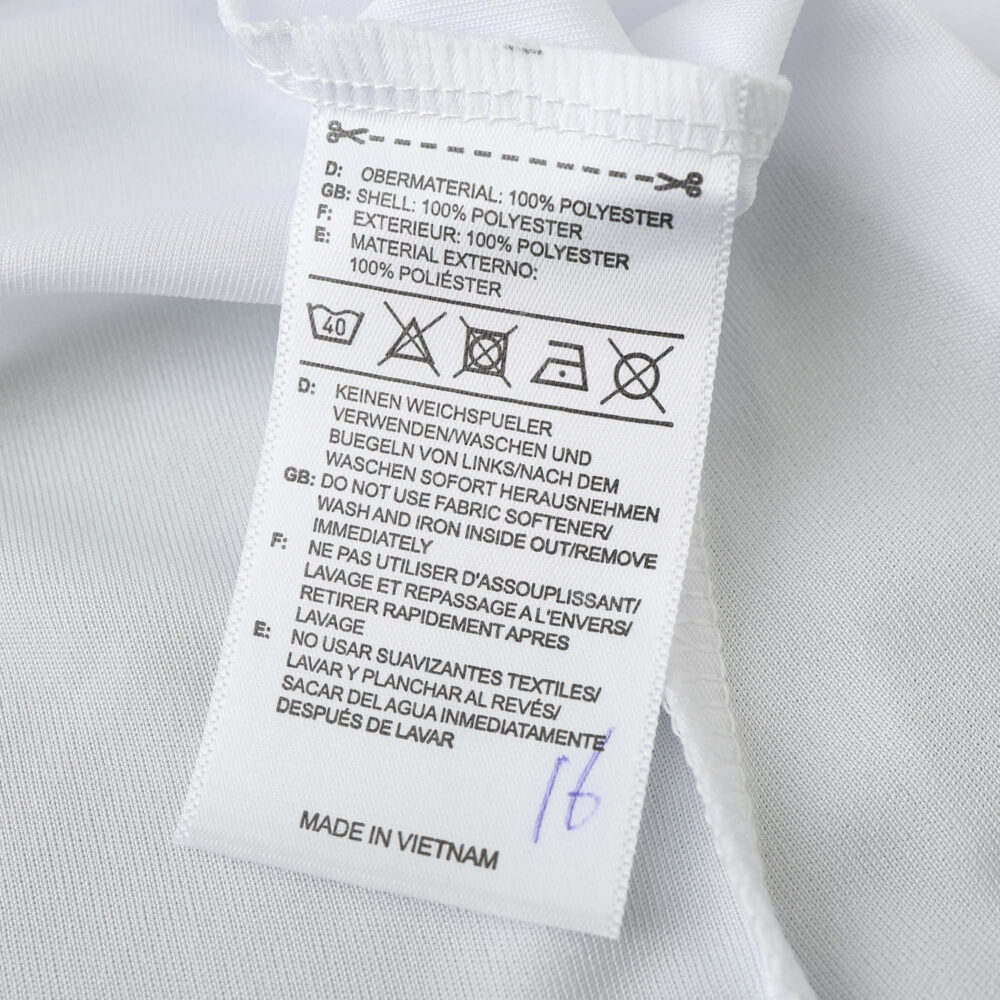 D: OBERMATERIAL: 100% POLYESTER
GB: SHELL: 100% POLYESTER
F: EXTERIEUR: 100% POLYESTER
E: MATERIAL EXTERNO:
100% POLIÉSTER
40
D: KEINEN WEICHSPUELER
VERWENDEN/WASCHEN UND
BUEGELN VON LINKS/NACH DEM
WASCHEN SOFORT HERAUSNEHMEN
GB: DO NOT USE FABRIC SOFTENER/
WASH AND IRON INSIDE OUT/REMOVE
IMMEDIATELY
F: NE PAS UTILISER D'ASSOUPLISSANT/
LAVAGE ET REPASSAGE A L'ENVERS/
RETIRER RAPIDEMENT APRES
LAVAGE
E: NO USAR SUAVIZANTES TEXTILES/
LAVAR Y PLANCHAR AL REVÉS/
SACAR DEL AGUA INMEDIATAMENTE
DESPUÉS DE LAVAR
16
MADE IN VIETNAM